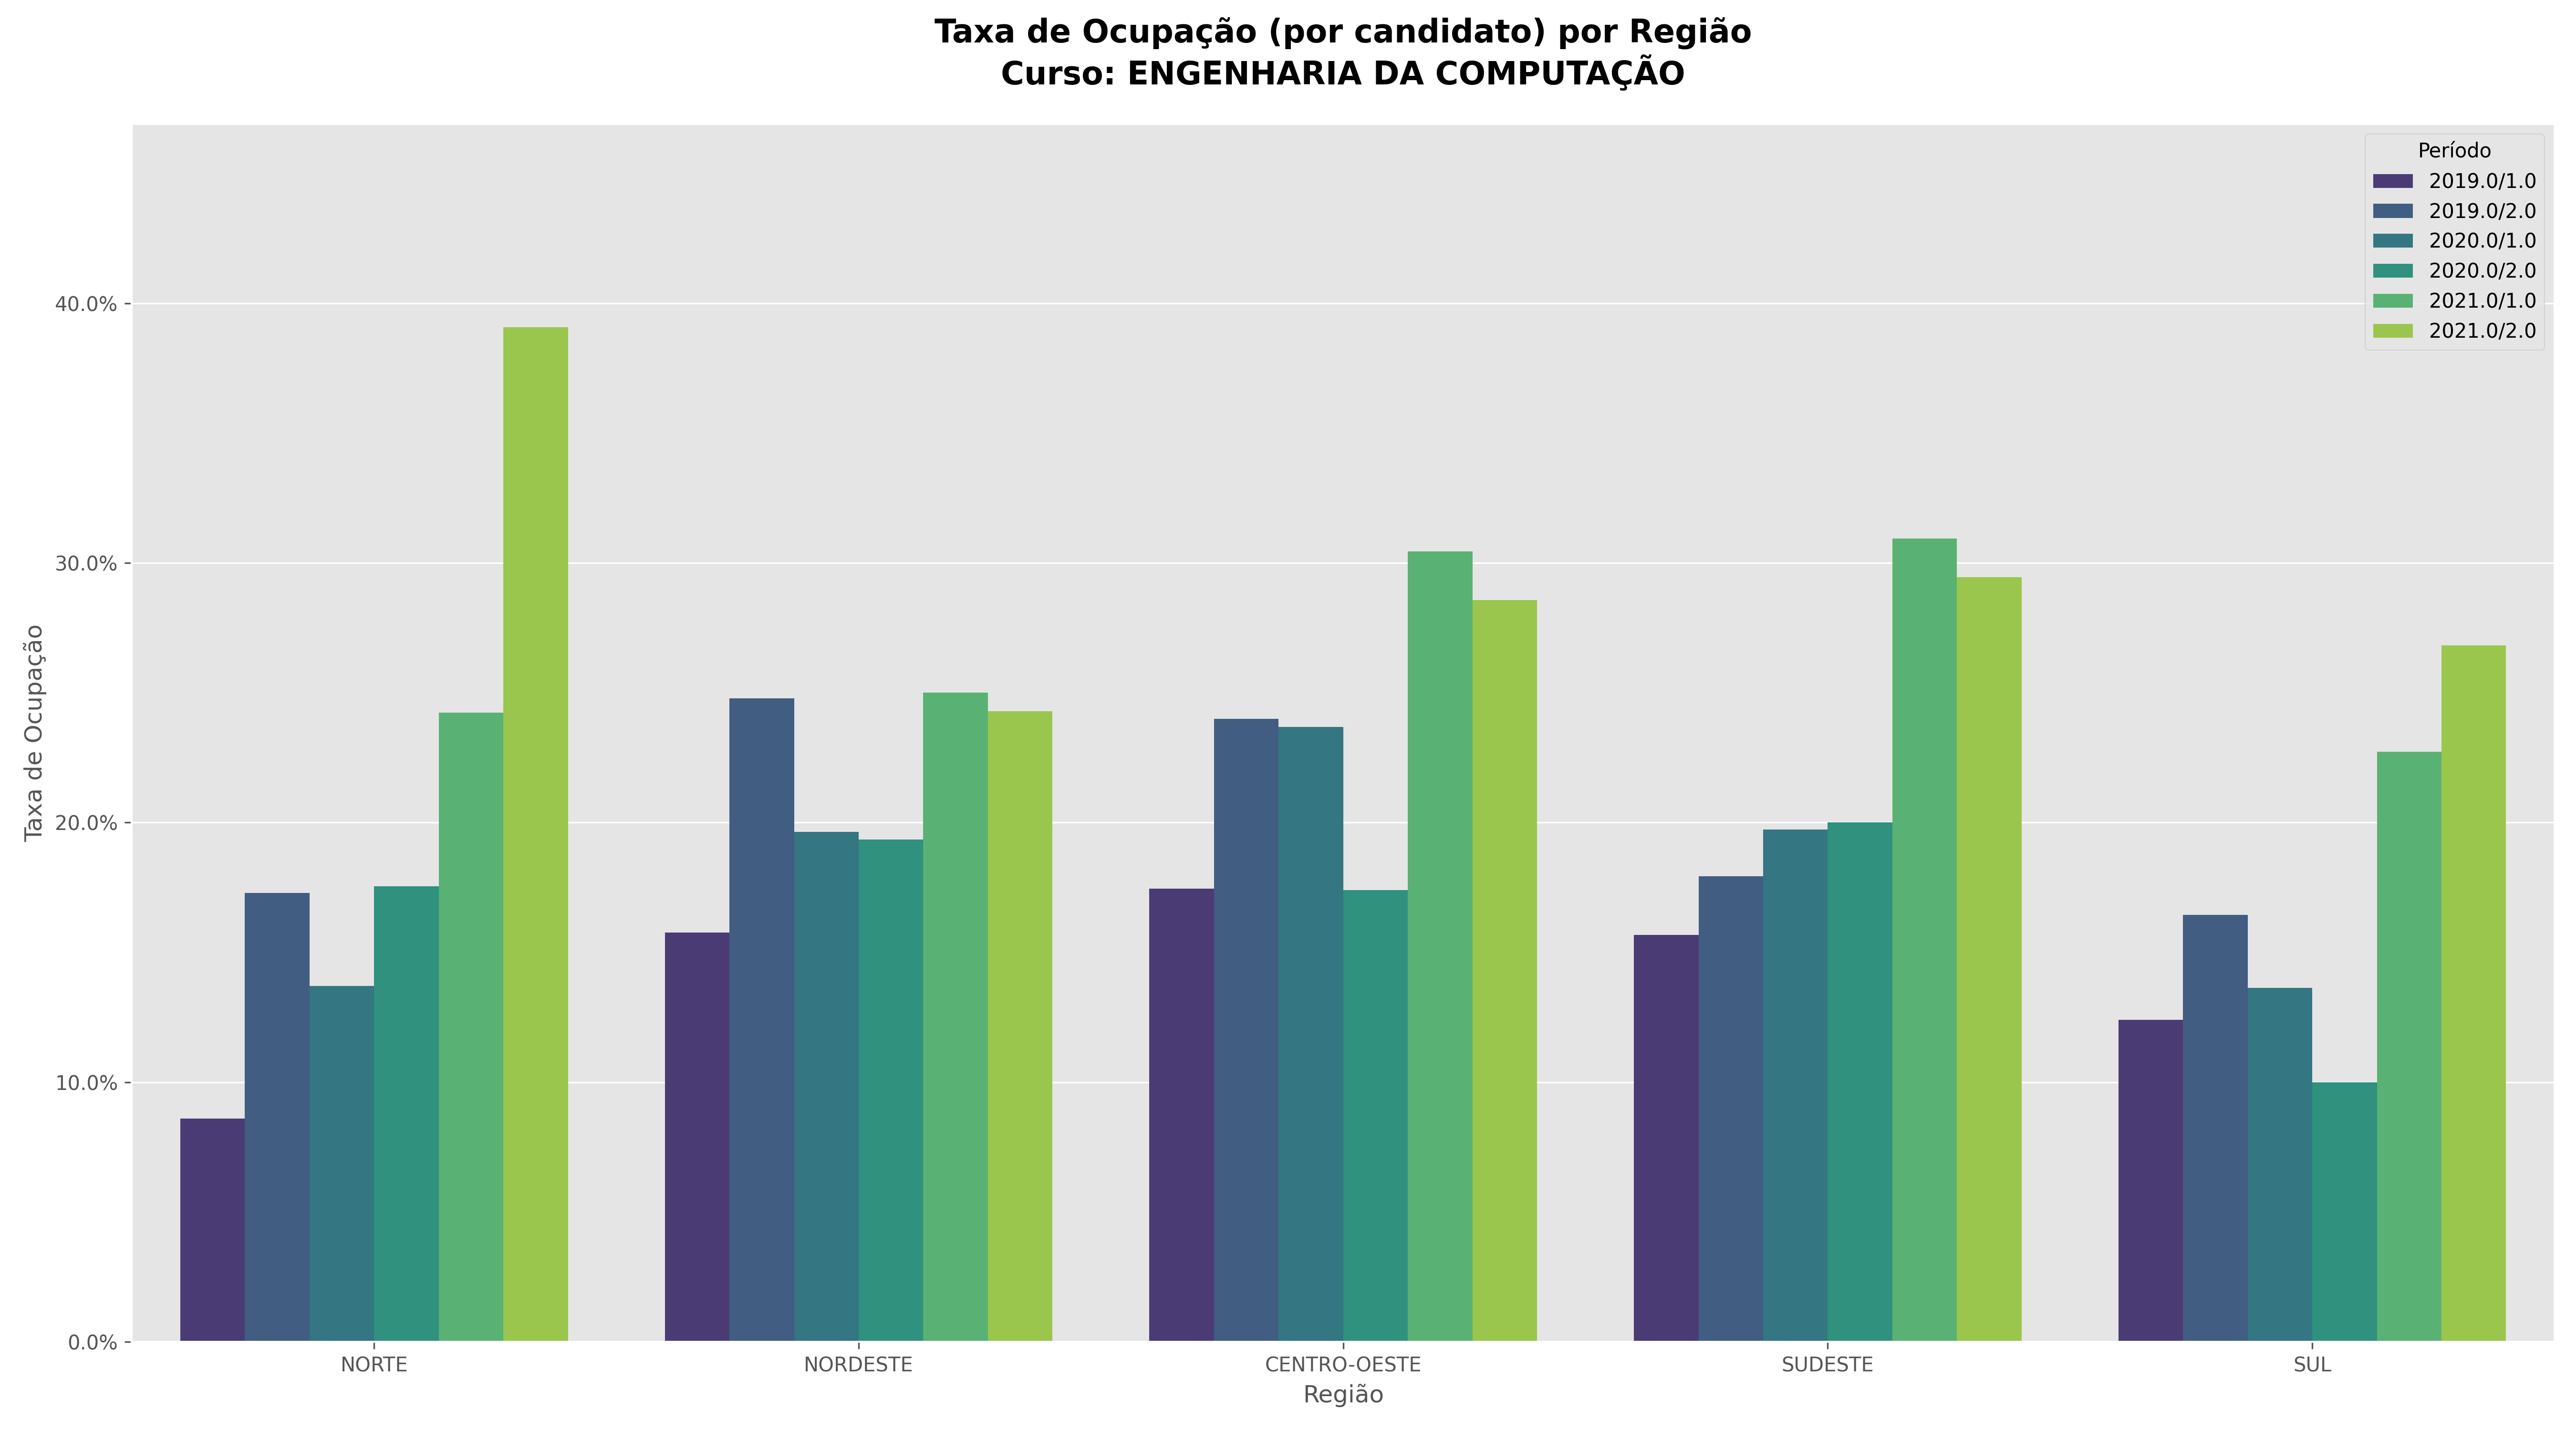 Taxa de Ocupação (por candidato) por Região
Curso: ENGENHARIA DA COMPUTAÇÃO
Período
2019.0/1.0
2019.0/2.0
2020.0/1.0
2020.0/2.0
2021.0/1.0
2021.0/2.0
Taxa de Ocupação
40.0%
30.0%
20.0%
10.0%
0.0%
NORTE NORDESTE CENTRO-OESTE SUDESTE SUL
Região